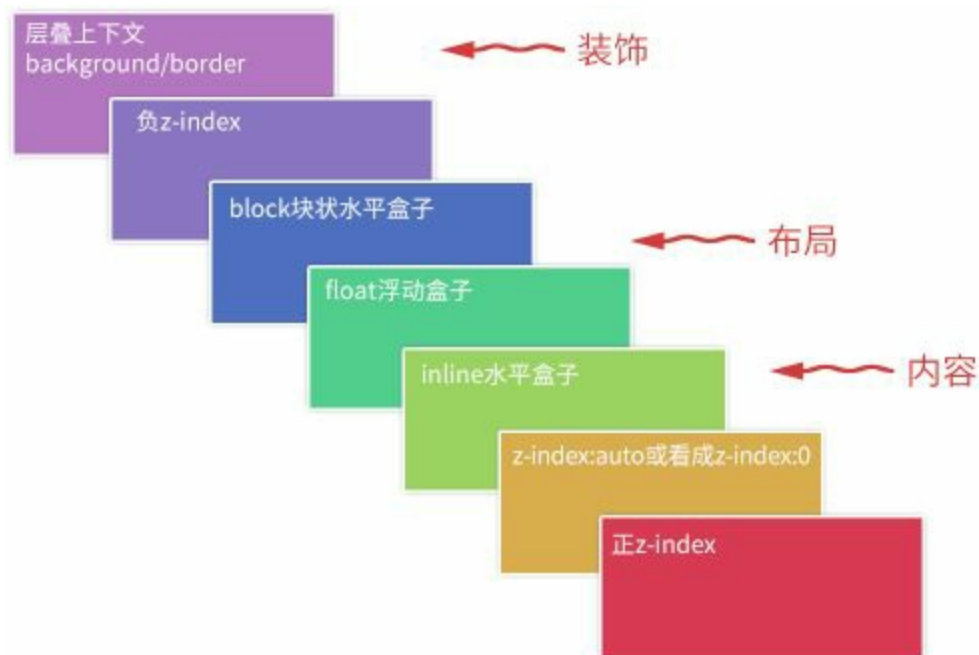 层叠上下文
background/border
装饰
负z-index
block块状水平盒子
布局
float浮动盒子
inline水平盒子
内容
z-index:auto或看成z-index:0
正z-index